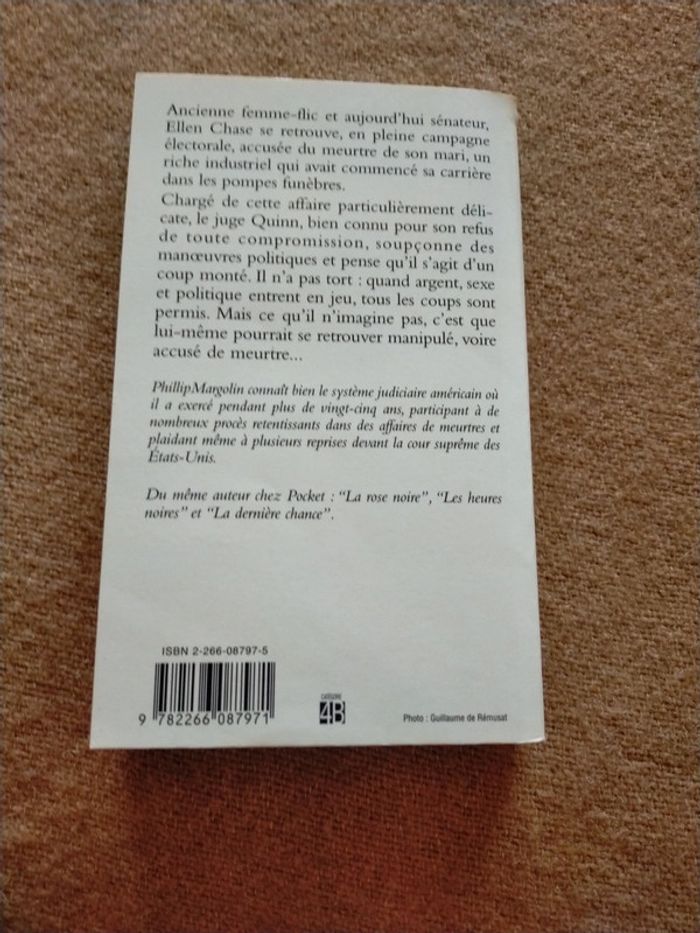 Ancienne femme-flic et aujourd'hui sénateur,
Ellen Chase se retrouve, en pleine campagne
électorale, accusée du meurtre de son mari, un
riche industriel qui avait commencé sa carrière
dans les pompes funèbres.
Chargé de cette affaire particulièrement déli-
cate, le juge Quinn, bien connu pour son refus
de toute compromission, soupçonne des
manœuvres politiques et pense qu'il s'agit d'un
coup monté. Il n'a pas tort : quand argent, sexe
et politique entrent en jeu, tous les coups sont
permis. Mais ce qu'il n'imagine pas, c'est que
lui-même pourrait se retrouver manipulé, voire
accusé de meurtre...
Phillip Margolin connaît bien le système judiciaire américain où
il a exercé pendant plus de vingt-cinq ans, participant à de
nombreux procès retentissants dans des affaires de meurtres et
plaidant même à plusieurs reprises devant la cour suprême des
États-Unis.
Du même auteur chez Pocket : "La rose noire", "Les heures
noires" et "La dernière chance".
ISBN 2-266-08797-5
9 782266 087971
CATÉGORIE
4B
Photo : Guillaume de Rémusat